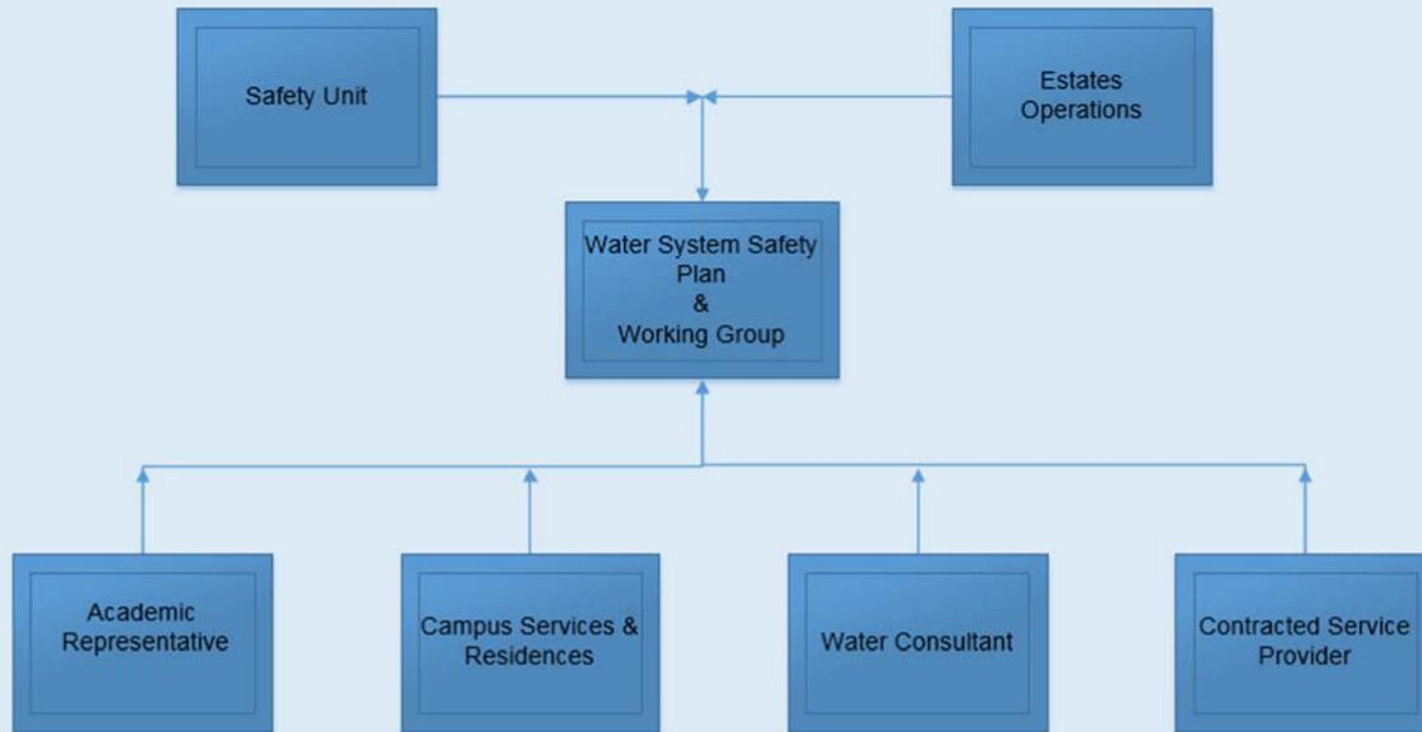 Safety Unit
Estates
Operations
Water System Safety
Plan
&
Working Group
Academic
Representative
Campus Services &
Residences
Water Consultant
Contracted Service
Provider